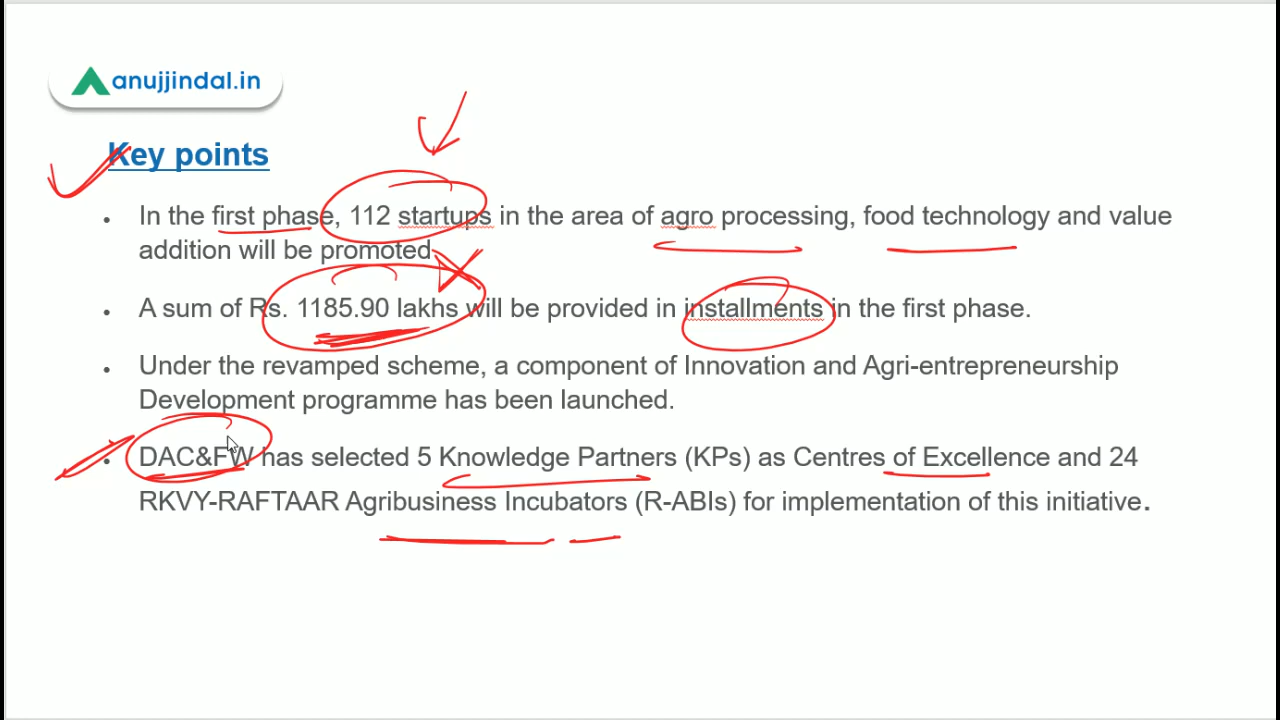 anujjindal.in
Key points
• In the first phase, 112 startups in the area of agro processing, food technology and value
addition will be promoted
• A sum of Rs. 1185.90 lakhs will be provided in installments in the first phase.
• Under the revamped scheme, a component of Innovation and Agri-entrepreneurship
Development programme has been launched.
• DAC&FW has selected 5 Knowledge Partners (KPs) as Centres of Excellence and 24
RKVY-RAFTAAR Agribusiness Incubators (R-ABIs) for implementation of this initiative.